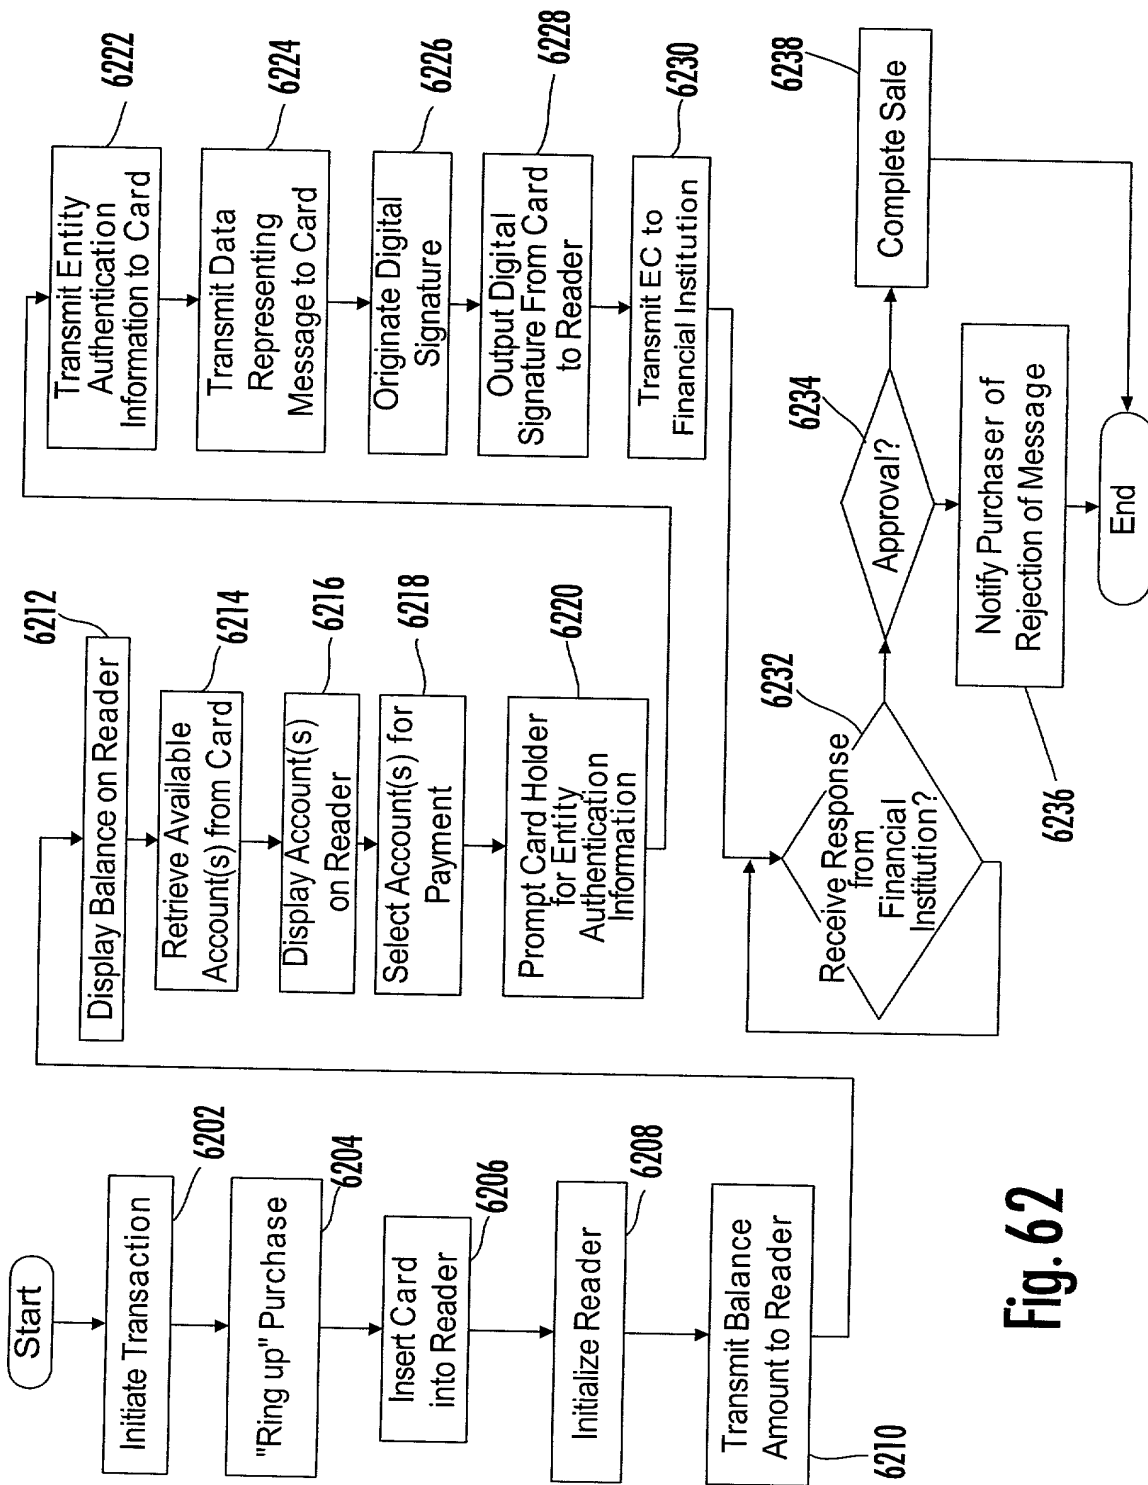 Start
Initiate Transaction
6202
"Ring up" Purchase
6204
Insert Card
into Reader
6206
Initialize Reader
6208
Transmit Balance
Amount to Reader
6210
Display Balance on Reader
6212
Retrieve Available
Account(s) from Card
6214
Display Account(s)
on Reader
6216
Select Account(s) for
Payment
6218
Prompt Card Holder
for Entity
Authentication
Information
6220
Transmit Entity
Authentication
Information to Card
6222
Transmit Data
Representing
Message to Card
6224
Originate Digital
Signature
6226
Output Digital
Signature From Card
to Reader
6228
Transmit EC to
Financial Institution
6230
Receive Response
from
Financial
Institution?
6232
Approval?
6234
Notify Purchaser of
Rejection of Message
6236
Complete Sale
6238
End
Fig. 62